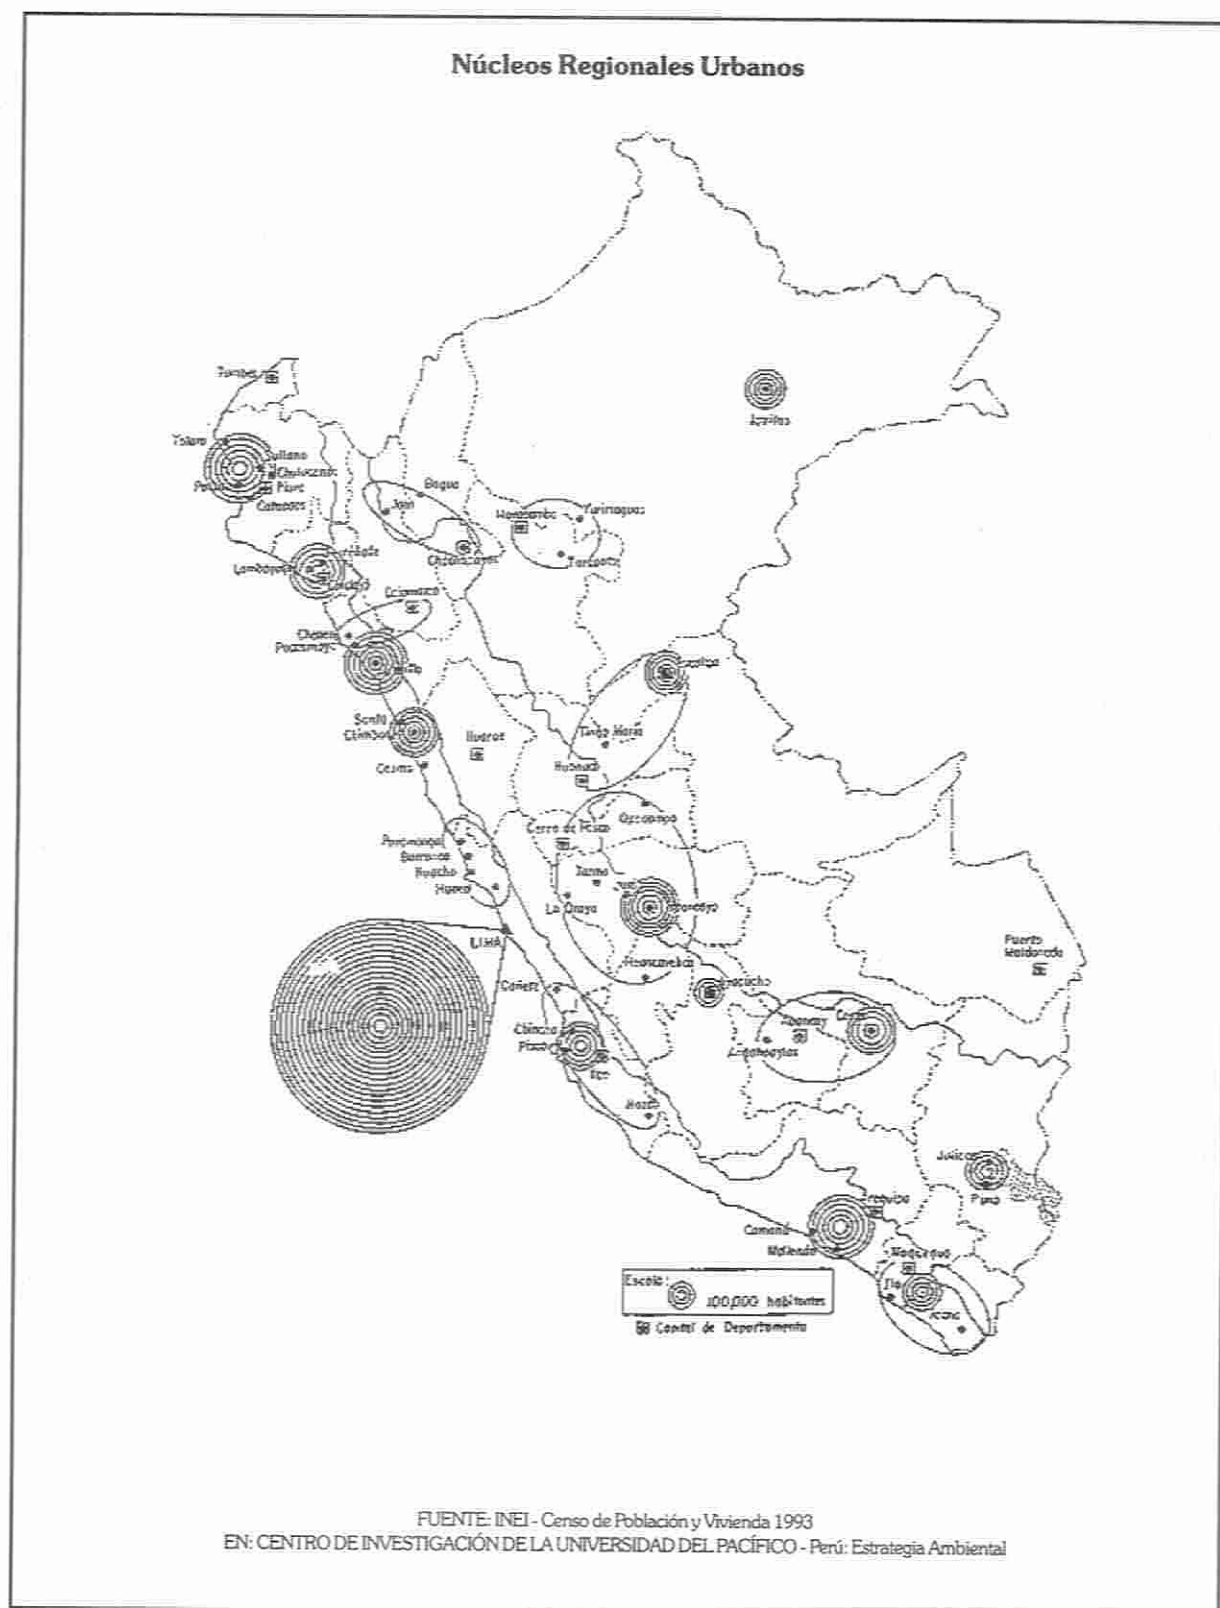 Núcleos Regionales Urbanos
Tumbes
Talara
Sullana
Chulucanas
Piura
Catacaos
Bagua
Jaén
Chachapoyas
Moyobamba
Yurimaguas
Tarapoto
Iquitos
Lambayeque
Cajamarca
Chepén
Pacasmayo
Santa
Chimbote
Casma
Huaraz
Tingo María
Huánuco
Paramonga
Barranca
Huacho
Huaral
Cerro de Pasco
Oxapampa
Tarma
La Oroya
Huancayo
Huancavelica
LIMA
Cañete
Chincha
Pisco
Ica
Nazca
Ayacucho
Abancay
Andahuaylas
Cusco
Puerto
Maldonado
Juliaca
Puno
Arequipa
Camaná
Mollendo
Moquegua
Ilo
Tacna
Escala:
100,000 habitantes
Capital de Departamento
FUENTE: INEI - Censo de Población y Vivienda 1993
EN: CENTRO DE INVESTIGACIÓN DE LA UNIVERSIDAD DEL PACÍFICO - Perú: Estrategia Ambiental